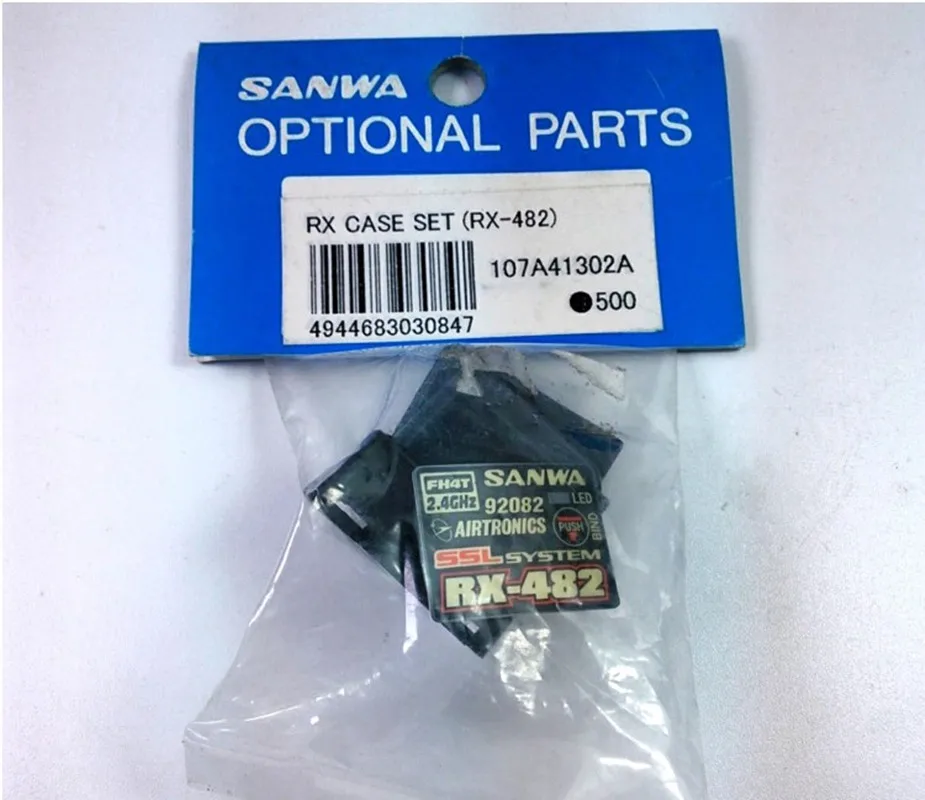 SANWA
OPTIONAL PARTS
RX CASE SET (RX-482)
107A41302A
●500
4944683030847
FH4T
2.4GHz
SANWA
92082
LED
AIRTRONICS
PUSH
BIND
SSL SYSTEM
RX-482